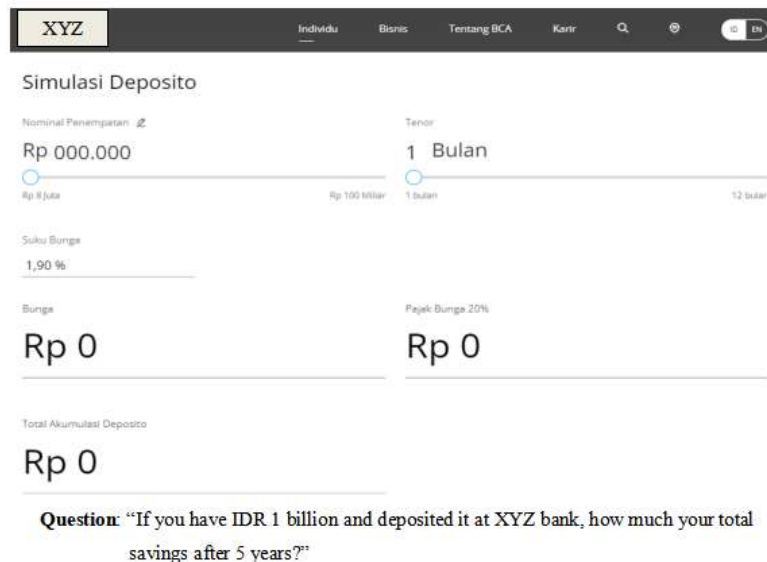 XYZ
Individu Bisnis Tentang BCA Karir ID EN
Simulasi Deposito
Nominal Penempatan Tenor
Rp 000.000 1 Bulan
Rp 8 Juta Rp 100 Miliar 1 bulan 12 bulan
Suku Bunga
1,90 %
Bunga Pajak Bunga 20%
Rp 0 Rp 0
Total Akumulasi Deposito
Rp 0
Question: “If you have IDR 1 billion and deposited it at XYZ bank, how much your total
savings after 5 years?”